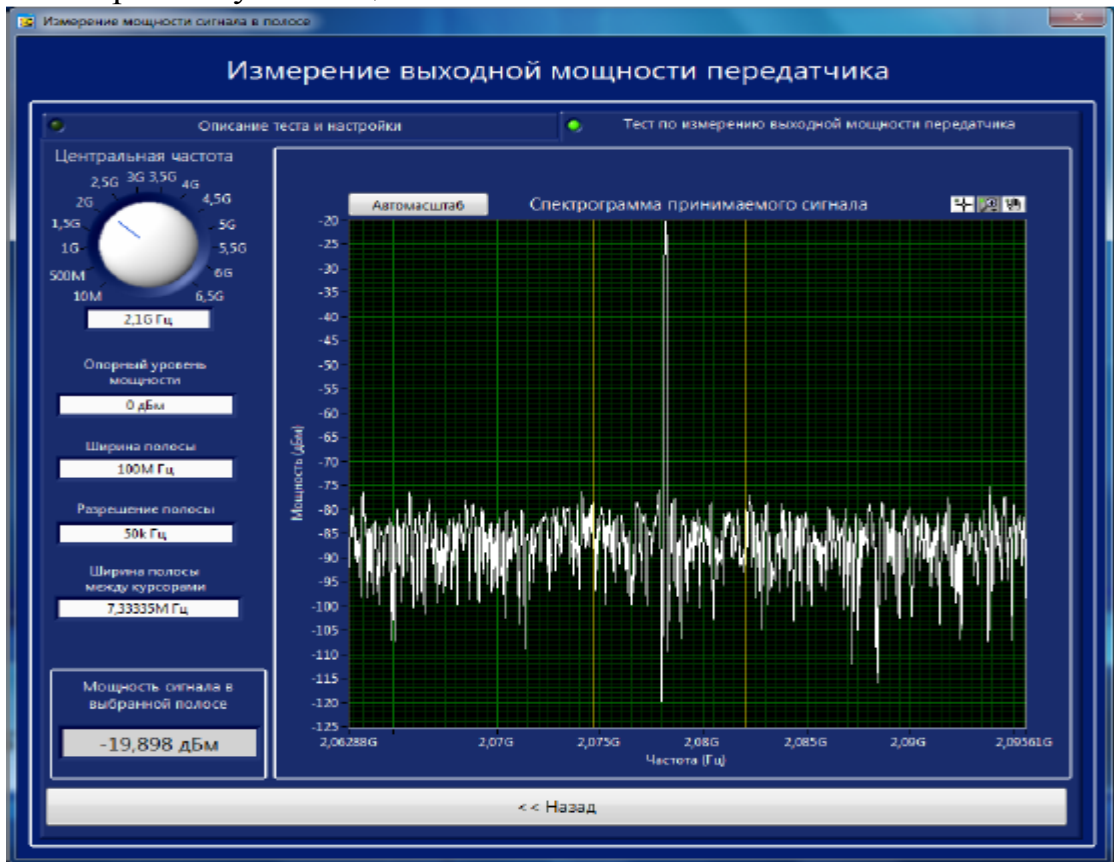 Измерение мощности сигнала в полосе
Измерение выходной мощности передатчика
Описание теста и настройки
Тест по измерению выходной мощности передатчика
Центральная частота
10M
500M
1G
1,5G
2G
2,5G
3G
3,5G
4G
4,5G
5G
5,5G
6G
6,5G
2,1G Гц
Опорный уровень
мощности
0 дБм
Ширина полосы
100M Гц
Разрешение полосы
50k Гц
Ширина полосы
между курсорами
7,33335M Гц
Мощность сигнала в
выбранной полосе
-19,898 дБм
Автомасштаб
Спектрограмма принимаемого сигнала
Мощность (дБм)
-20
-25
-30
-35
-40
-45
-50
-55
-60
-65
-70
-75
-80
-85
-90
-95
-100
-105
-110
-115
-120
-125
2,06288G
2,07G
2,075G
2,08G
2,085G
2,09G
2,09561G
Частота (Гц)
<< Назад